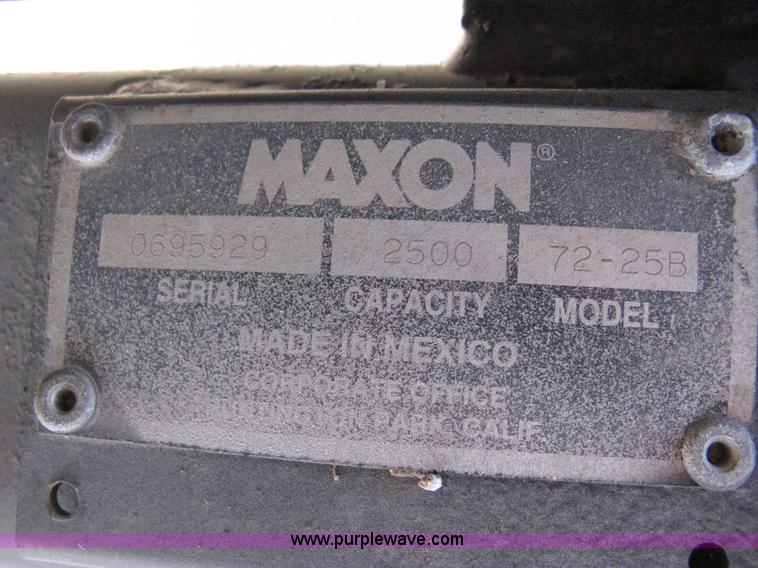 MAXON®
0695929 2500 72-25B
SERIAL CAPACITY MODEL
MADE IN MEXICO
CORPORATE OFFICE
PARK, CALIF.
www.purplewave.com